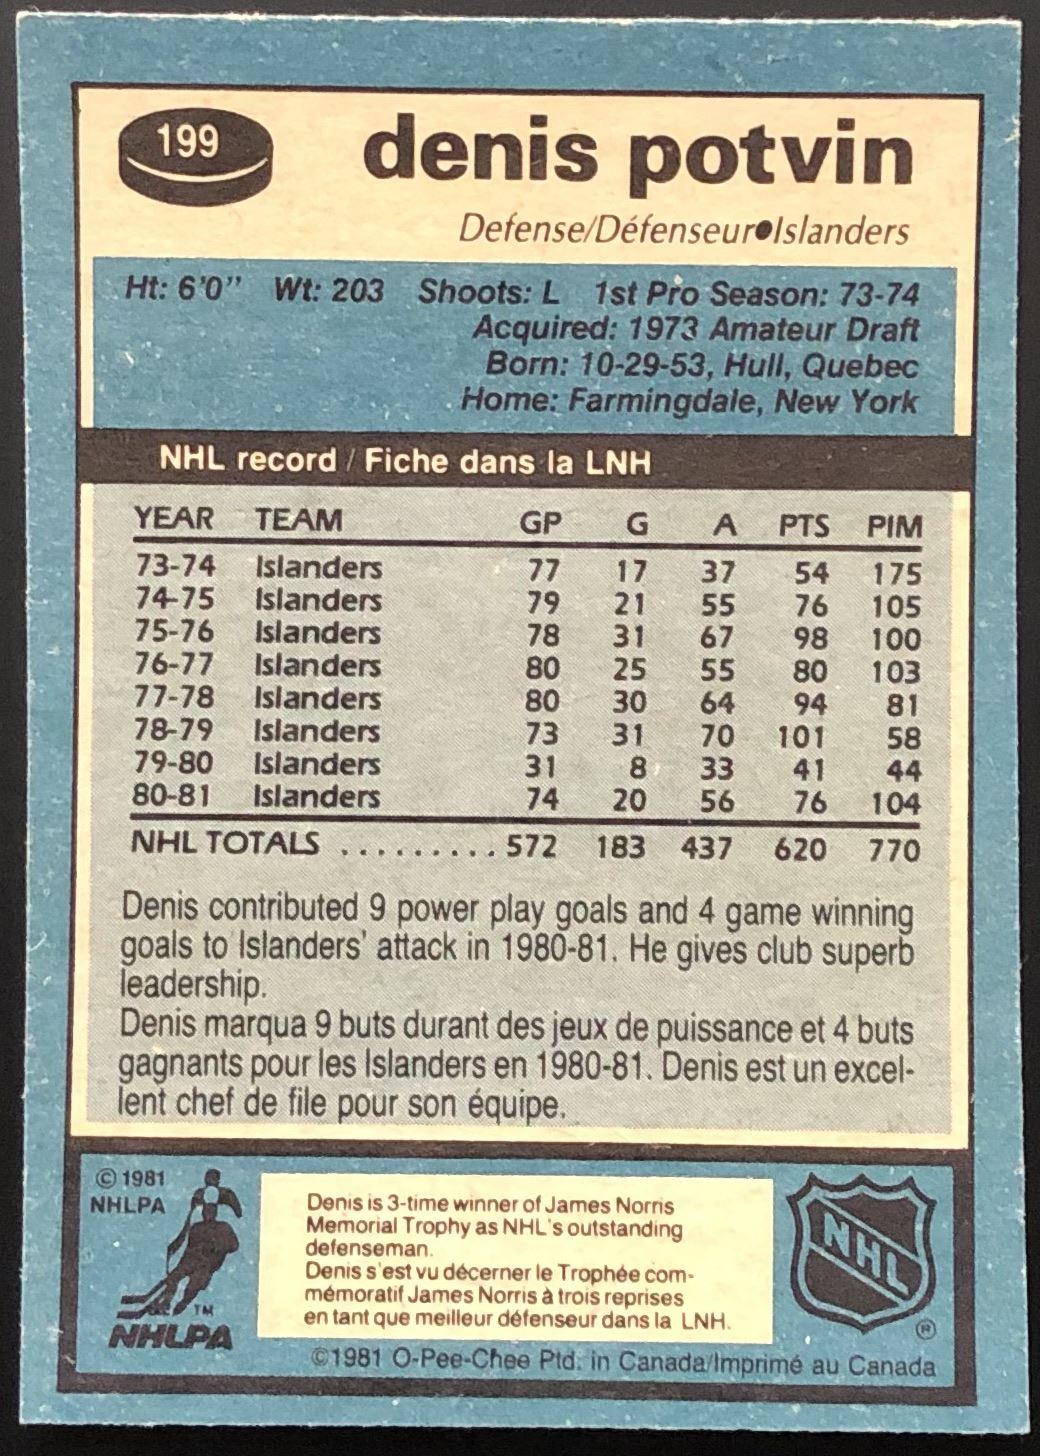 199
denis potvin
Defense/Défenseur●Islanders
Ht: 6'0" Wt: 203 Shoots: L 1st Pro Season: 73-74
Acquired: 1973 Amateur Draft
Born: 10-29-53, Hull, Quebec
Home: Farmingdale, New York
NHL record / Fiche dans la LNH
YEAR TEAM GP G A PTS PIM
73-74 Islanders 77 17 37 54 175
74-75 Islanders 79 21 55 76 105
75-76 Islanders 78 31 67 98 100
76-77 Islanders 80 25 55 80 103
77-78 Islanders 80 30 64 94 81
78-79 Islanders 73 31 70 101 58
79-80 Islanders 31 8 33 41 44
80-81 Islanders 74 20 56 76 104
NHL TOTALS .......... 572 183 437 620 770
Denis contributed 9 power play goals and 4 game winning
goals to Islanders' attack in 1980-81. He gives club superb
leadership.
Denis marqua 9 buts durant des jeux de puissance et 4 buts
gagnants pour les Islanders en 1980-81. Denis est un excel-
lent chef de file pour son équipe.
© 1981
NHLPA
TM
NHLPA
Denis is 3-time winner of James Norris
Memorial Trophy as NHL's outstanding
defenseman.
Denis s'est vu décerner le Trophée com-
mémoratif James Norris à trois reprises
en tant que meilleur défenseur dans la LNH.
NHL
®
©1981 O-Pee-Chee Ptd. in Canada/Imprimé au Canada